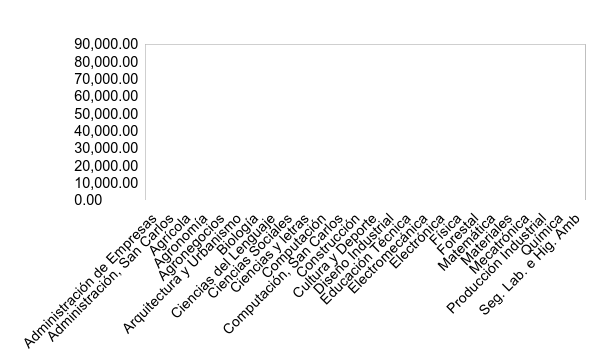 90,000.00
80,000.00
70,000.00
60,000.00
50,000.00
40,000.00
30,000.00
20,000.00
10,000.00
0.00
Administración de Empresas
Administración, San Carlos
Agrícola
Agronomía
Agronegocios
Arquitectura y Urbanismo
Biología
Ciencias del Lenguaje
Ciencias Sociales
Ciencias y letras
Computación
Computación, San Carlos
Construcción
Cultura y Deporte
Diseño Industrial
Educación Técnica
Electromecánica
Electrónica
Física
Forestal
Matemática
Materiales
Mecatrónica
Producción Industrial
Química
Seg. Lab. e Hig. Amb